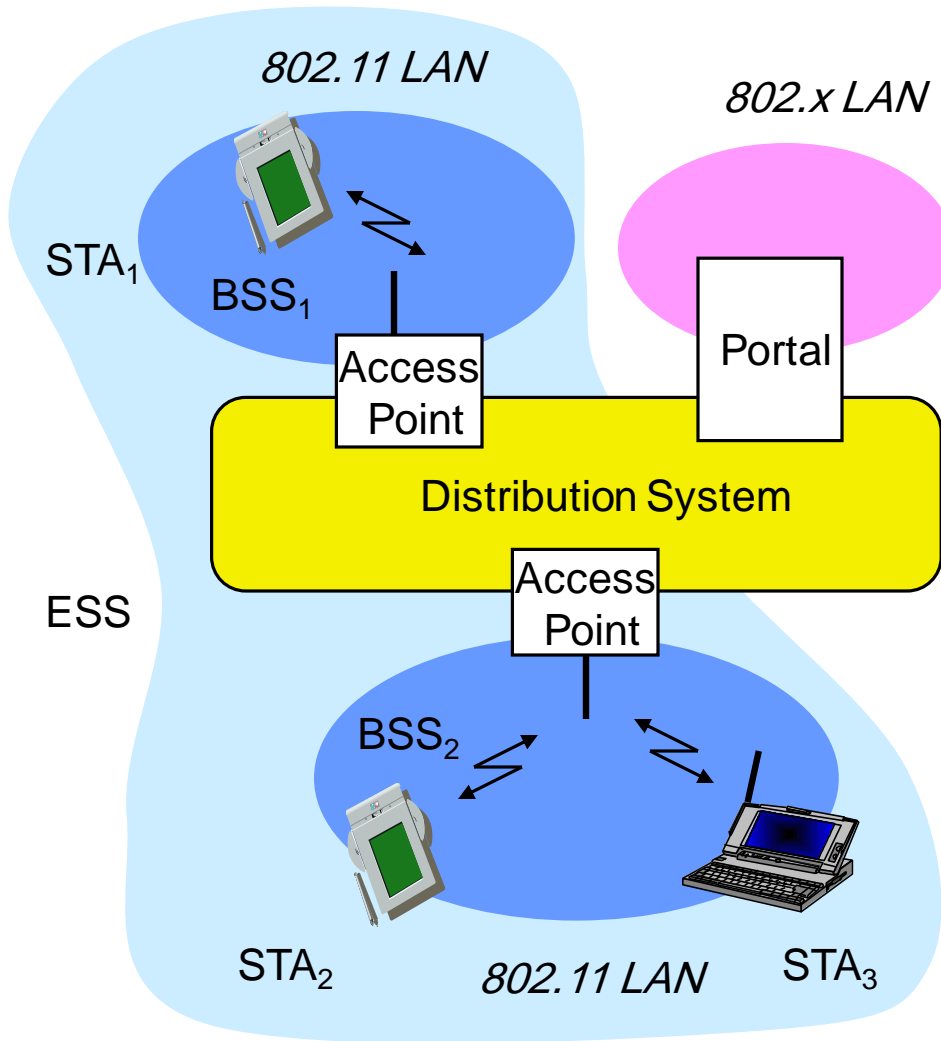 802.11 LAN
802.x LAN
STA₁
BSS₁
Access
Point
Portal
Distribution System
Access
Point
ESS
BSS₂
STA₂
802.11 LAN
STA₃